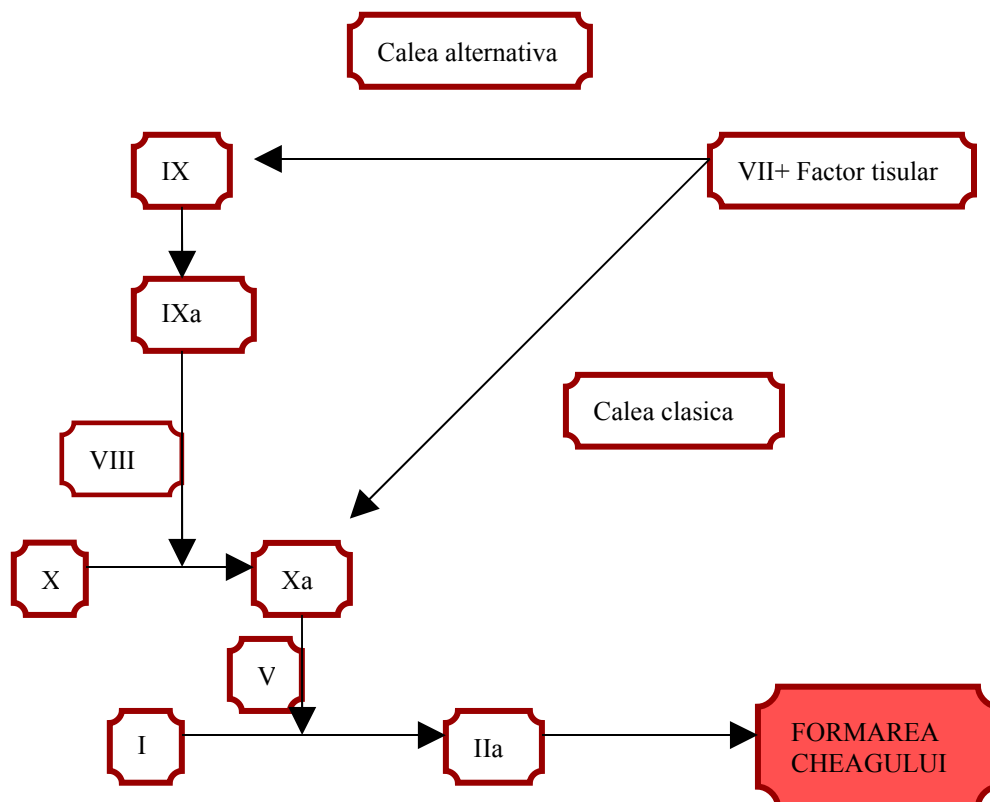 Calea alternativa
IX
VII+ Factor tisular
IXa
Calea clasica
VIII
X
Xa
V
I
IIa
FORMAREA
CHEAGULUI